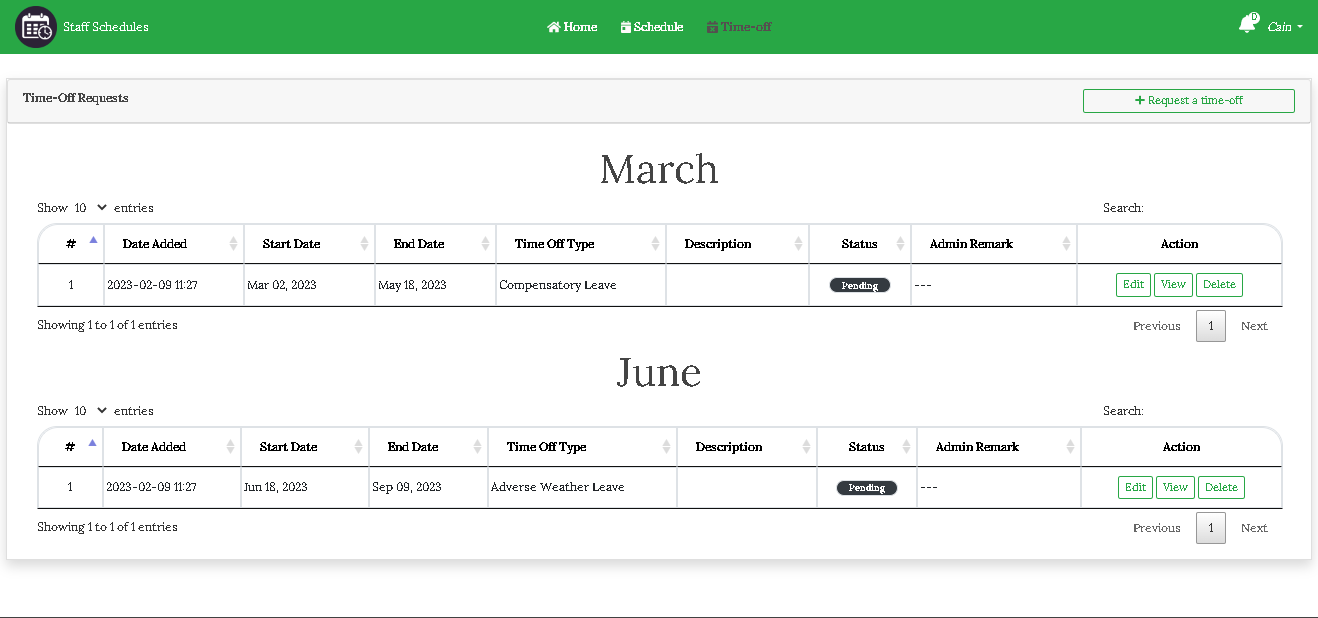 Staff Schedules Home Schedule Time-off 0 Cain
Time-Off Requests + Request a time-off
March
Show 10 entries Search:
# Date Added Start Date End Date Time Off Type Description Status Admin Remark Action
1 2023-02-09 11:27 Mar 02, 2023 May 18, 2023 Compensatory Leave Pending --- Edit View Delete
Showing 1 to 1 of 1 entries Previous 1 Next
June
Show 10 entries Search:
# Date Added Start Date End Date Time Off Type Description Status Admin Remark Action
1 2023-02-09 11:27 Jun 18, 2023 Sep 09, 2023 Adverse Weather Leave Pending --- Edit View Delete
Showing 1 to 1 of 1 entries Previous 1 Next